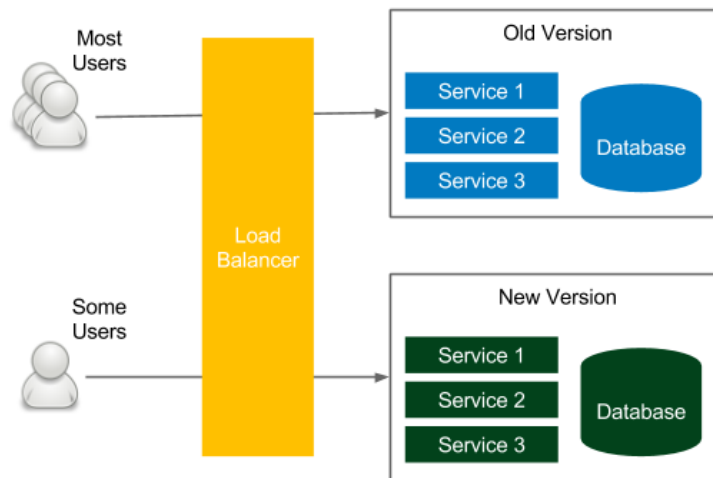 Most
Users
Old Version
Service 1
Service 2
Service 3
Database
Load
Balancer
Some
Users
New Version
Service 1
Service 2
Service 3
Database